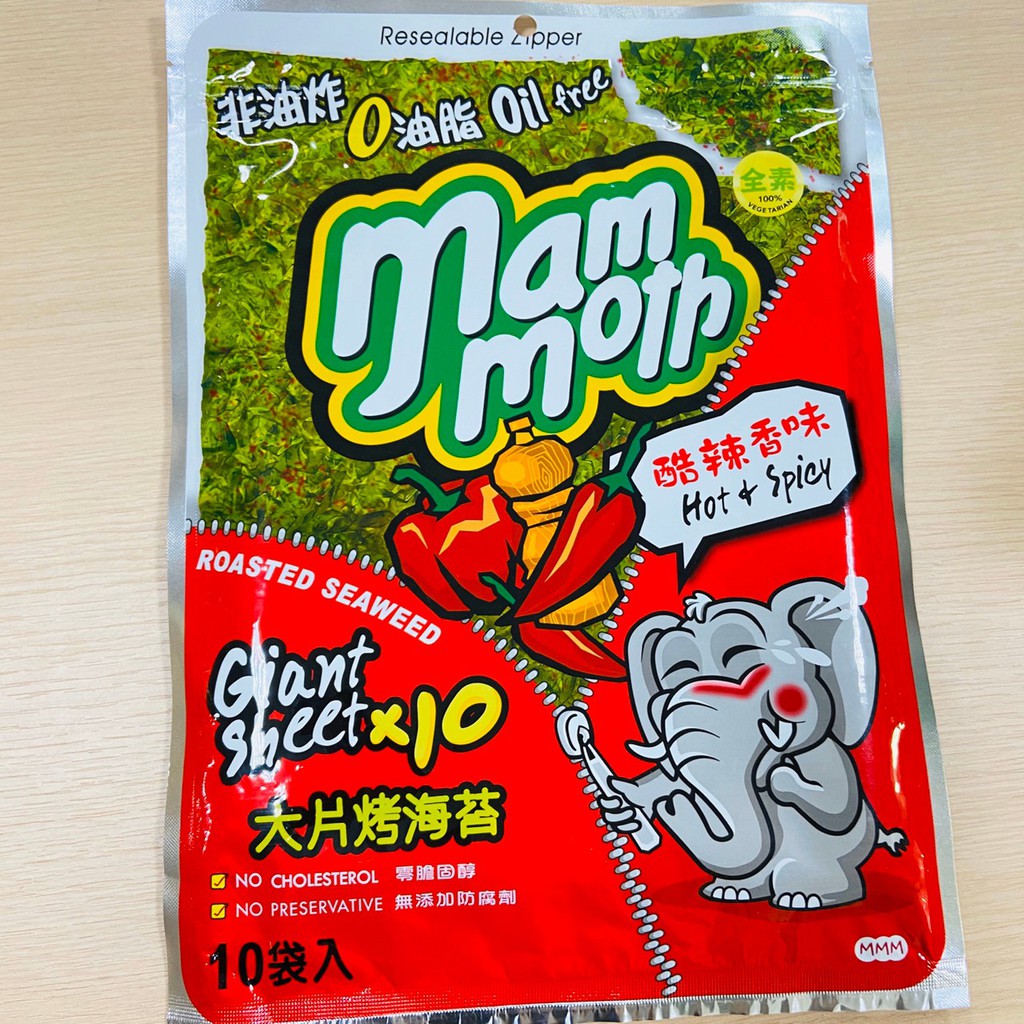 Resealable Zipper
非油炸 0油脂 Oil free
全素
100%
VEGETARIAN
Mam
moth
酷辣香味
Hot & Spicy
ROASTED SEAWEED
Giant
Sheet x10
大片烤海苔
NO CHOLESTEROL 零膽固醇
NO PRESERVATIVE 無添加防腐劑
10袋入
MMM